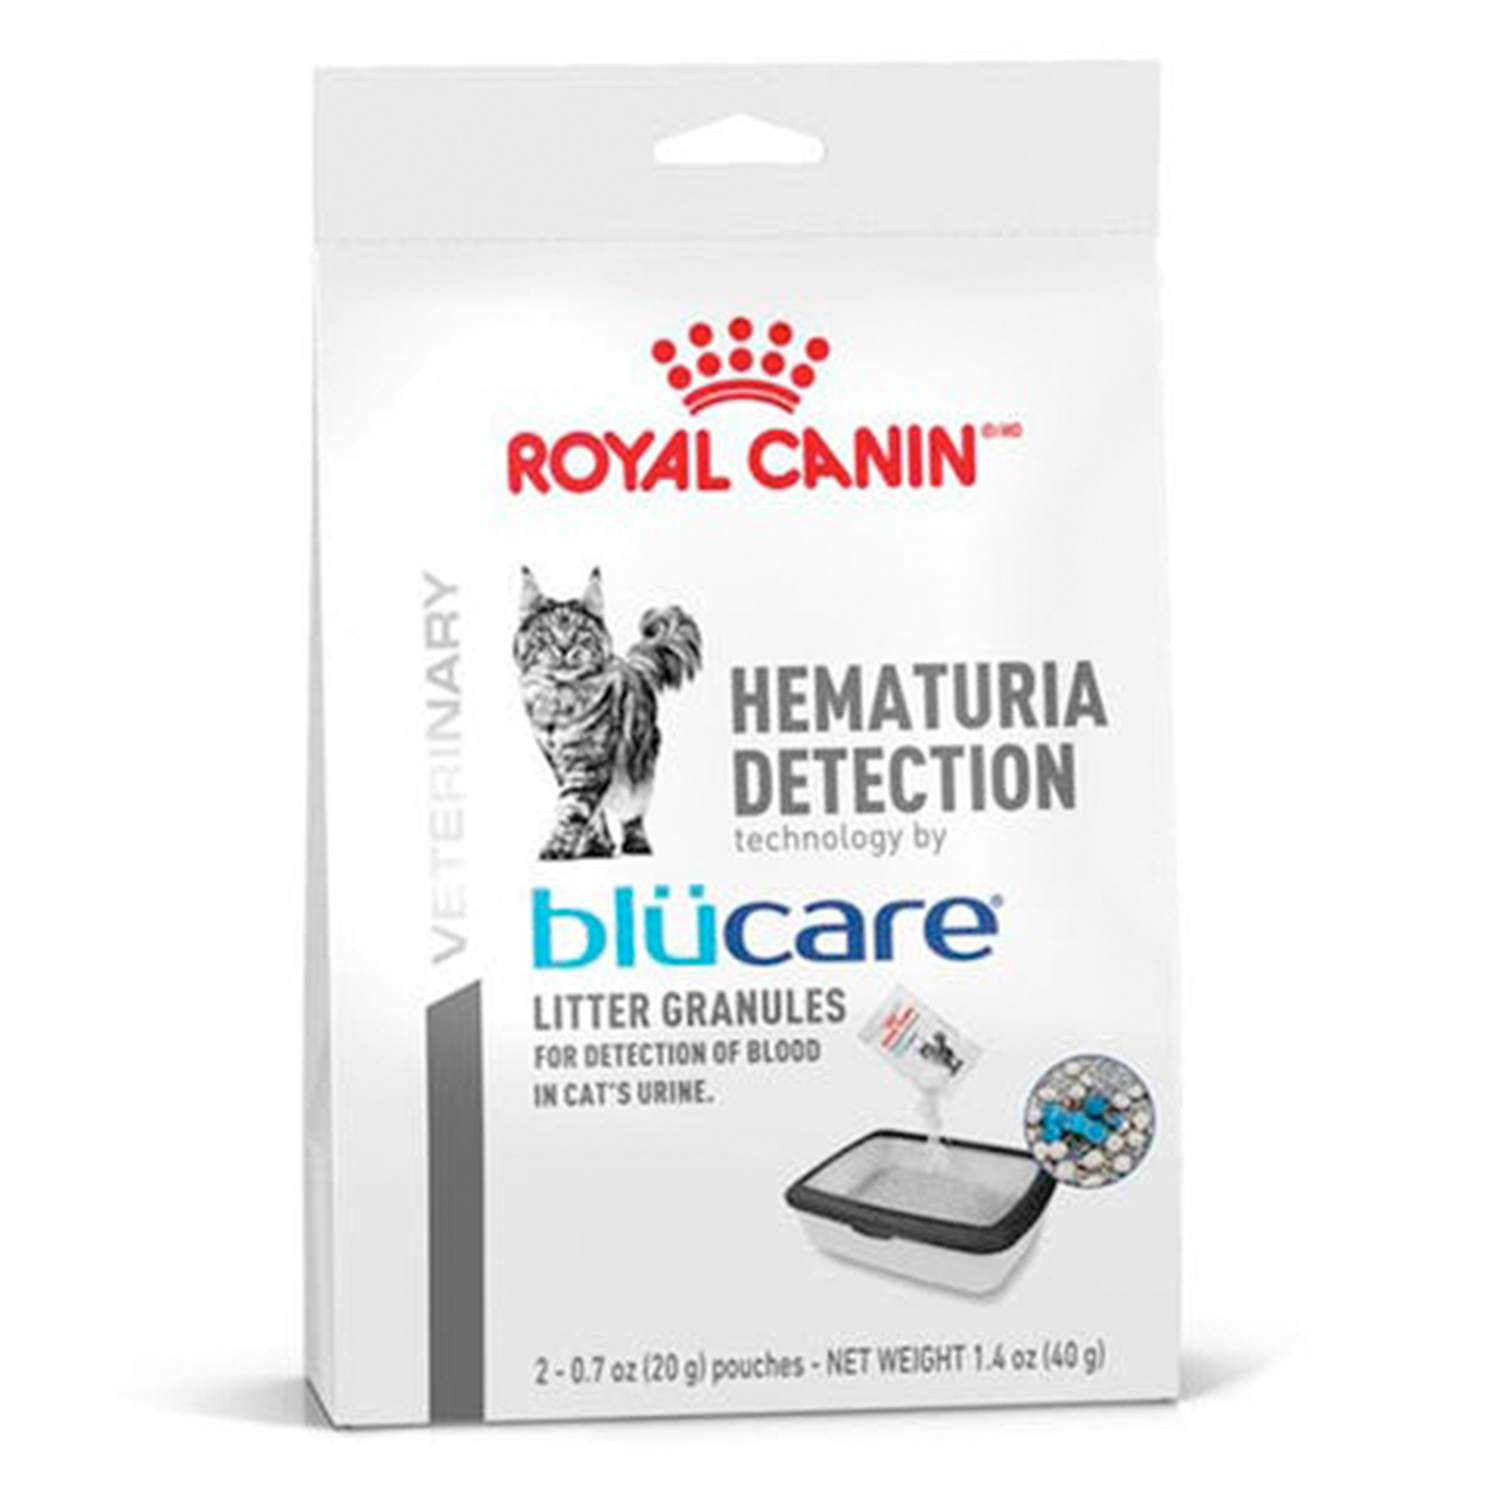 ROYAL CANIN
VETERINARY
HEMATURIA
DETECTION
technology by
blücare®
LITTER GRANULES
FOR DETECTION OF BLOOD
IN CAT'S URINE.
2 - 0.7 oz (20 g) pouches - NET WEIGHT 1.4 oz (40 g)